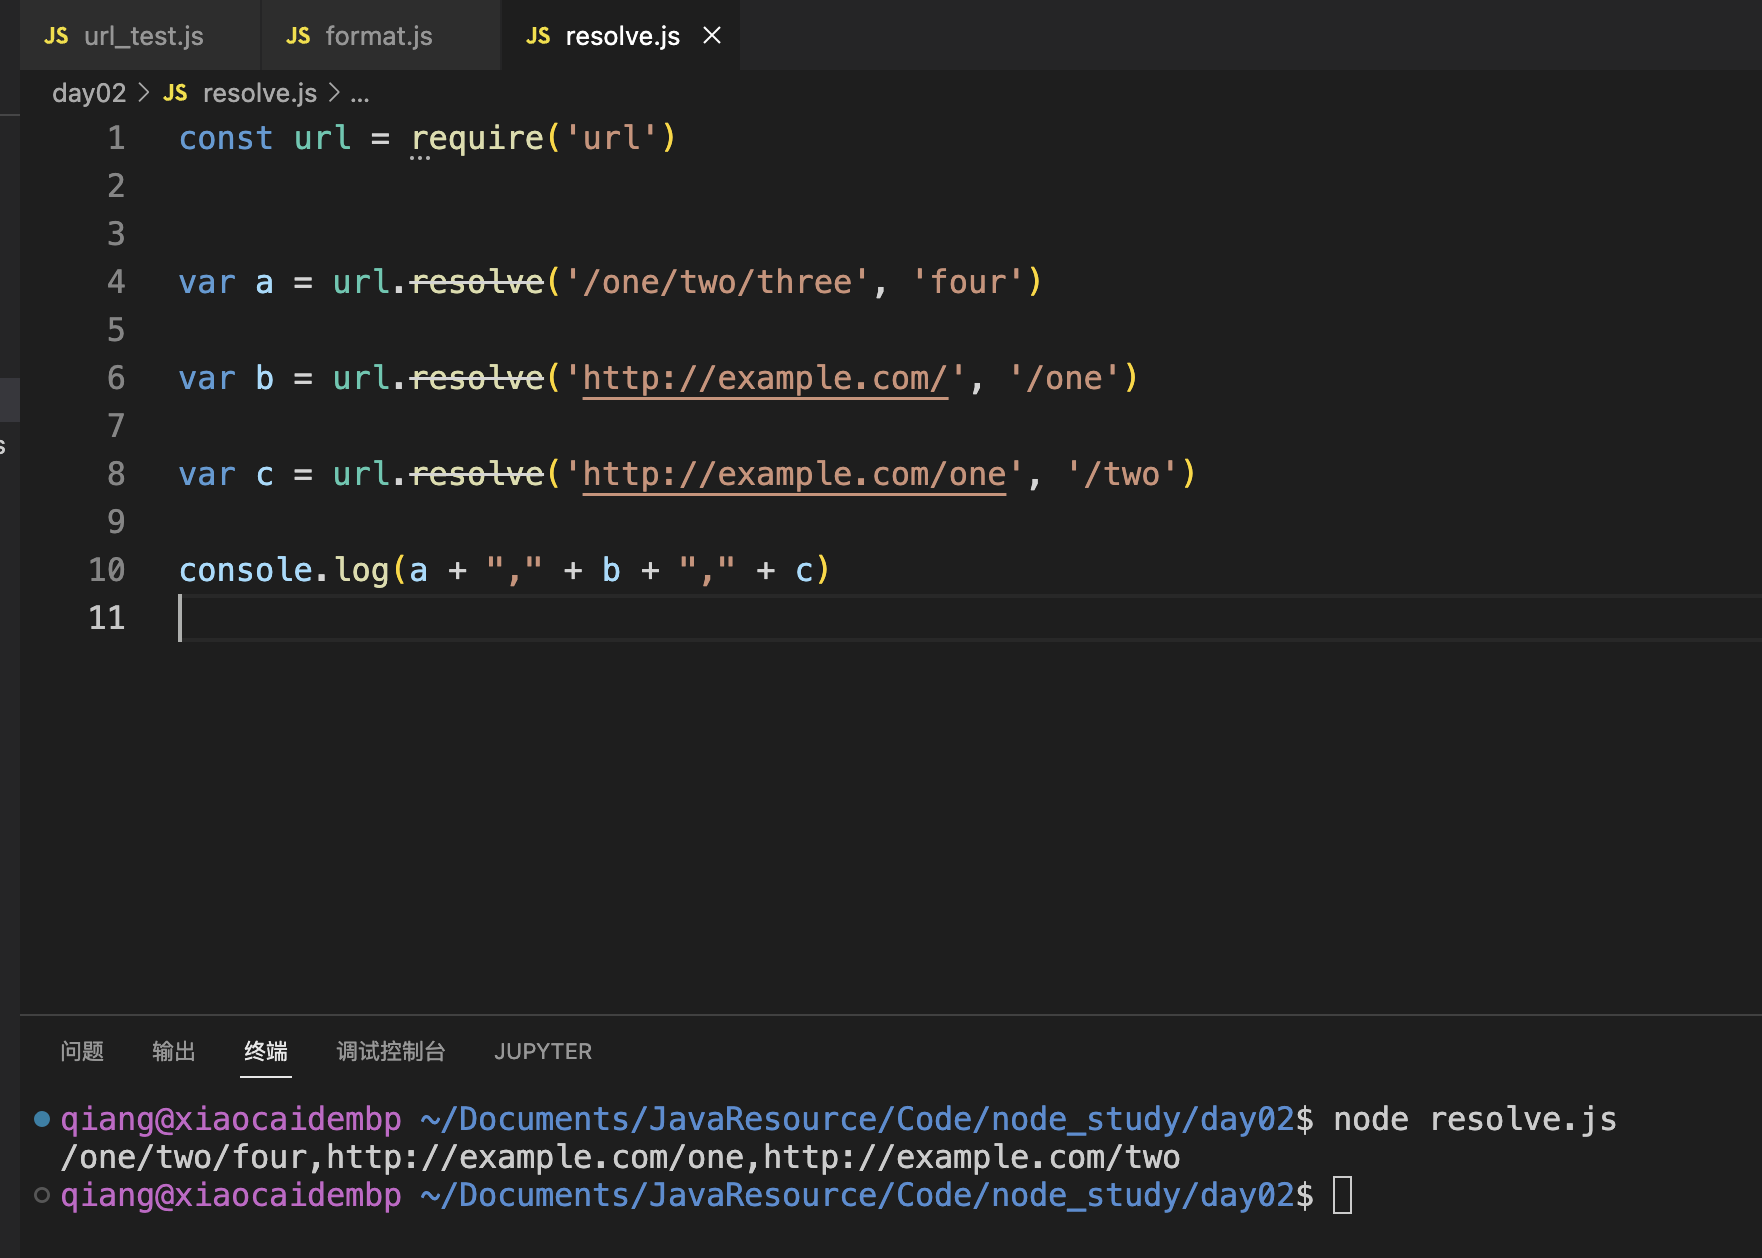 JS url_test.js JS format.js JS resolve.js
day02 > JS resolve.js > ...
1 const url = require('url')
2
3
4 var a = url.resolve('/one/two/three', 'four')
5
6 var b = url.resolve('http://example.com/', '/one')
7
8 var c = url.resolve('http://example.com/one', '/two')
9
10 console.log(a + "," + b + "," + c)
11
s
问题 输出 终端 调试控制台 JUPYTER
qiang@xiaocaidembp ~/Documents/JavaResource/Code/node_study/day02$ node resolve.js
/one/two/four,http://example.com/one,http://example.com/two
qiang@xiaocaidembp ~/Documents/JavaResource/Code/node_study/day02$